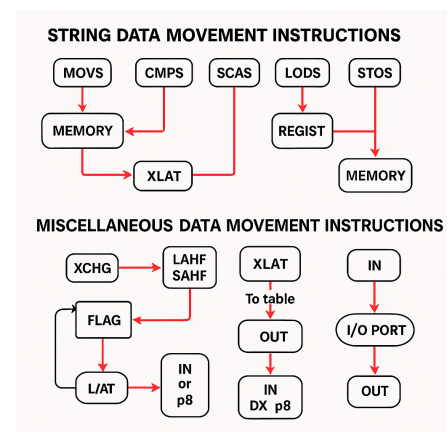 STRING DATA MOVEMENT INSTRUCTIONS
MOVS
CMPS
SCAS
LODS
STOS
MEMORY
REGIST
XLAT
MEMORY
MISCELLANEOUS DATA MOVEMENT INSTRUCTIONS
XCHG
LAHF
SAHF
XLAT
IN
To table
FLAG
OUT
I/O PORT
L/AT
IN
or
p8
IN
DX p8
OUT